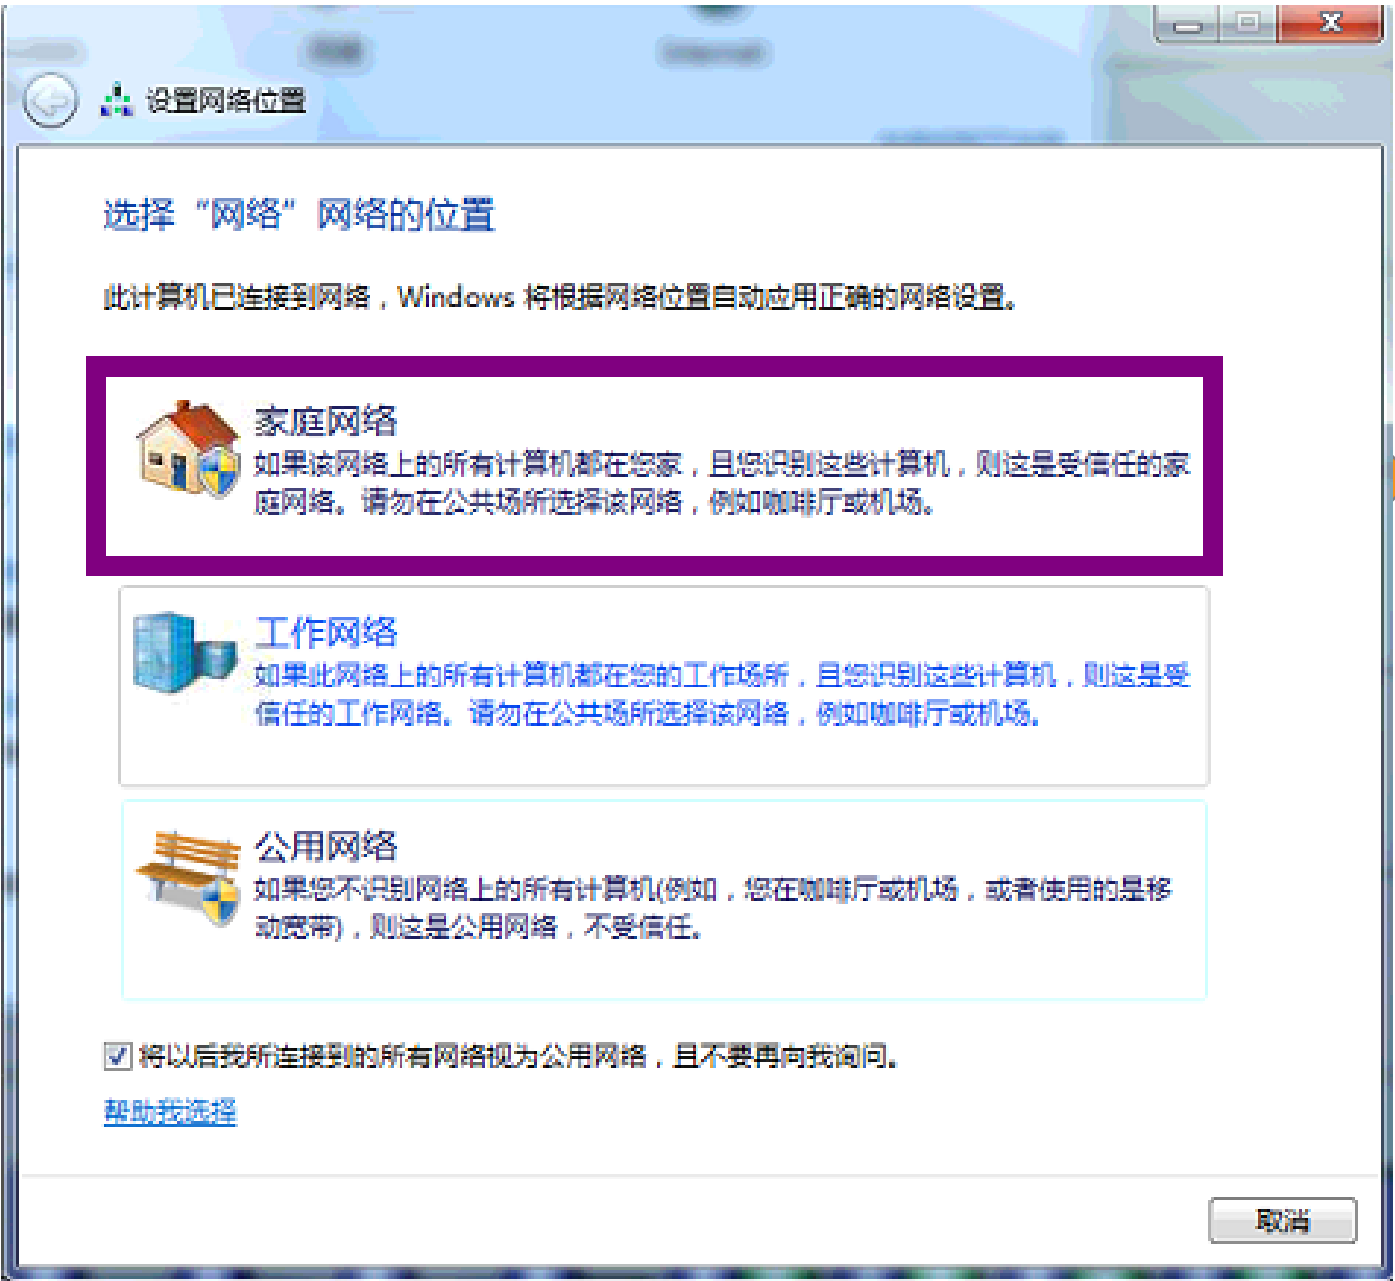 设置网络位置
选择“网络”网络的位置
此计算机已连接到网络，Windows 将根据网络位置自动应用正确的网络设置。
家庭网络
如果该网络上的所有计算机都在您家，且您识别这些计算机，则这是受信任的家
庭网络。请勿在公共场所选择该网络，例如咖啡厅或机场。
工作网络
如果此网络上的所有计算机都在您的工作场所，且您识别这些计算机，则这是受
信任的工作网络。请勿在公共场所选择该网络，例如咖啡厅或机场。
公用网络
如果您不识别网络上的所有计算机(例如，您在咖啡厅或机场，或者使用的是移
动宽带)，则这是公用网络，不受信任。
将以后我所连接到的所有网络视为公用网络，且不要再向我询问。
帮助我选择
取消